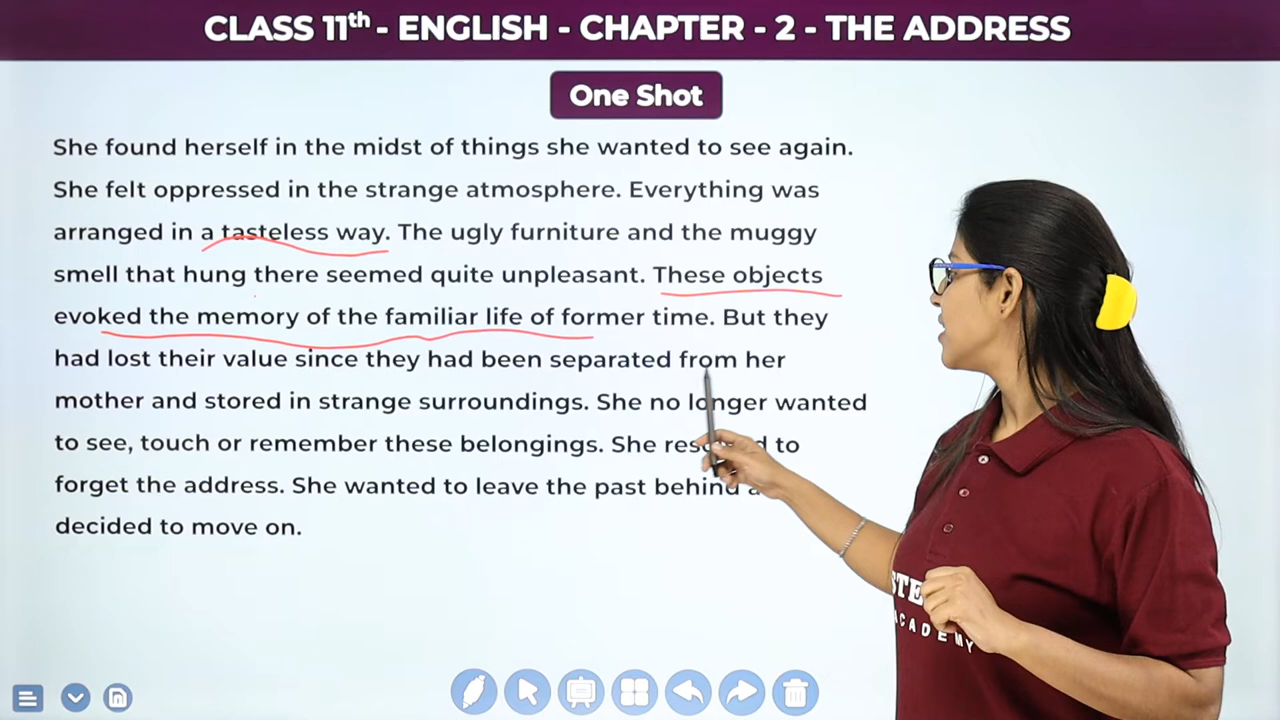 CLASS 11th - ENGLISH - CHAPTER - 2 - THE ADDRESS
One Shot
She found herself in the midst of things she wanted to see again.
She felt oppressed in the strange atmosphere. Everything was
arranged in a tasteless way. The ugly furniture and the muggy
smell that hung there seemed quite unpleasant. These objects
evoked the memory of the familiar life of former time. But they
had lost their value since they had been separated from her
mother and stored in strange surroundings. She no longer wanted
to see, touch or remember these belongings. She to
forget the address. She wanted to leave the past behind
decided to move on.
ACADEMY